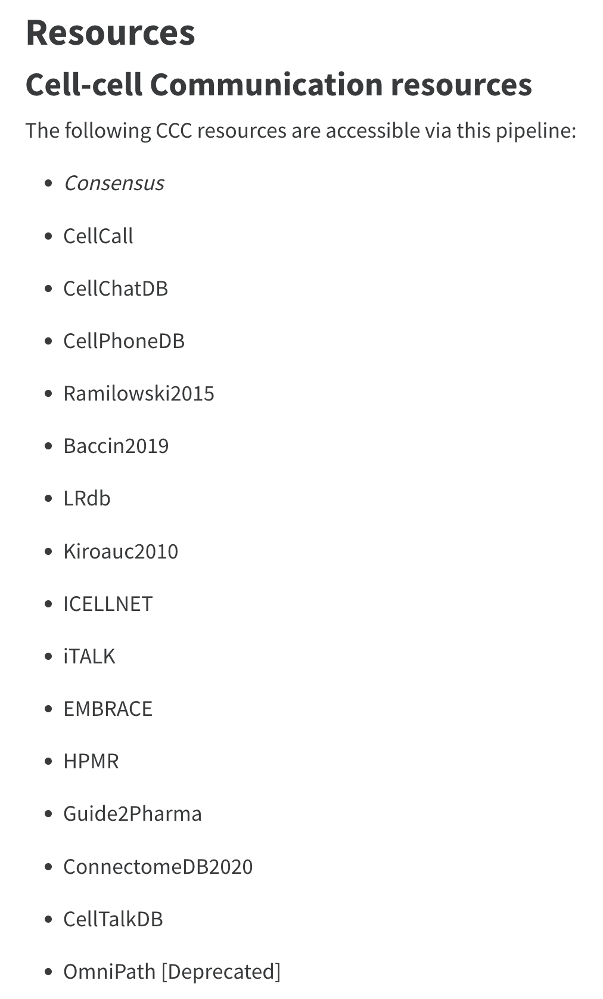 Resources
Cell-cell Communication resources
The following CCC resources are accessible via this pipeline:
Consensus
CellCall
CellChatDB
CellPhoneDB
Ramilowski2015
Baccin2019
LRdb
Kiroauc2010
ICELLNET
iTALK
EMBRACE
HPMR
Guide2Pharma
ConnectomeDB2020
CellTalkDB
OmniPath [Deprecated]